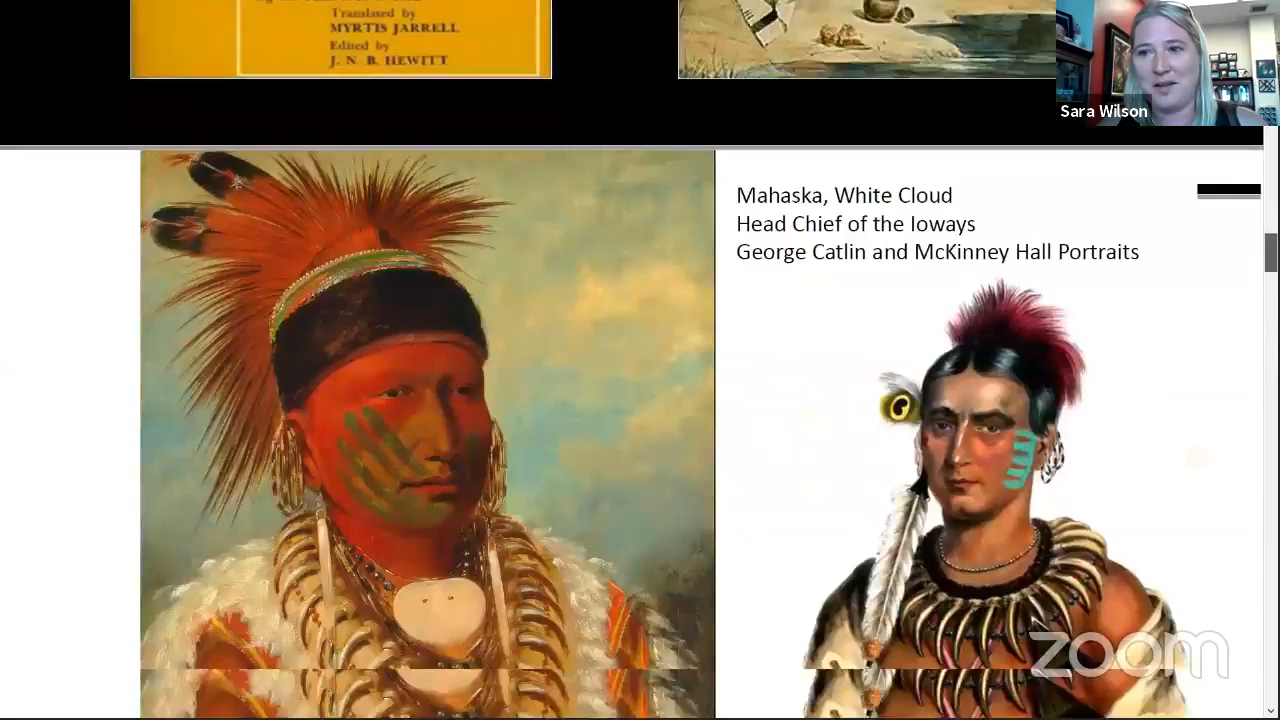 Translated by
MYRTIS JARRELL
Edited by
J. N. B. HEWITT
Sara Wilson
Mahaska, White Cloud
Head Chief of the Ioways
George Catlin and McKinney Hall Portraits
zoom